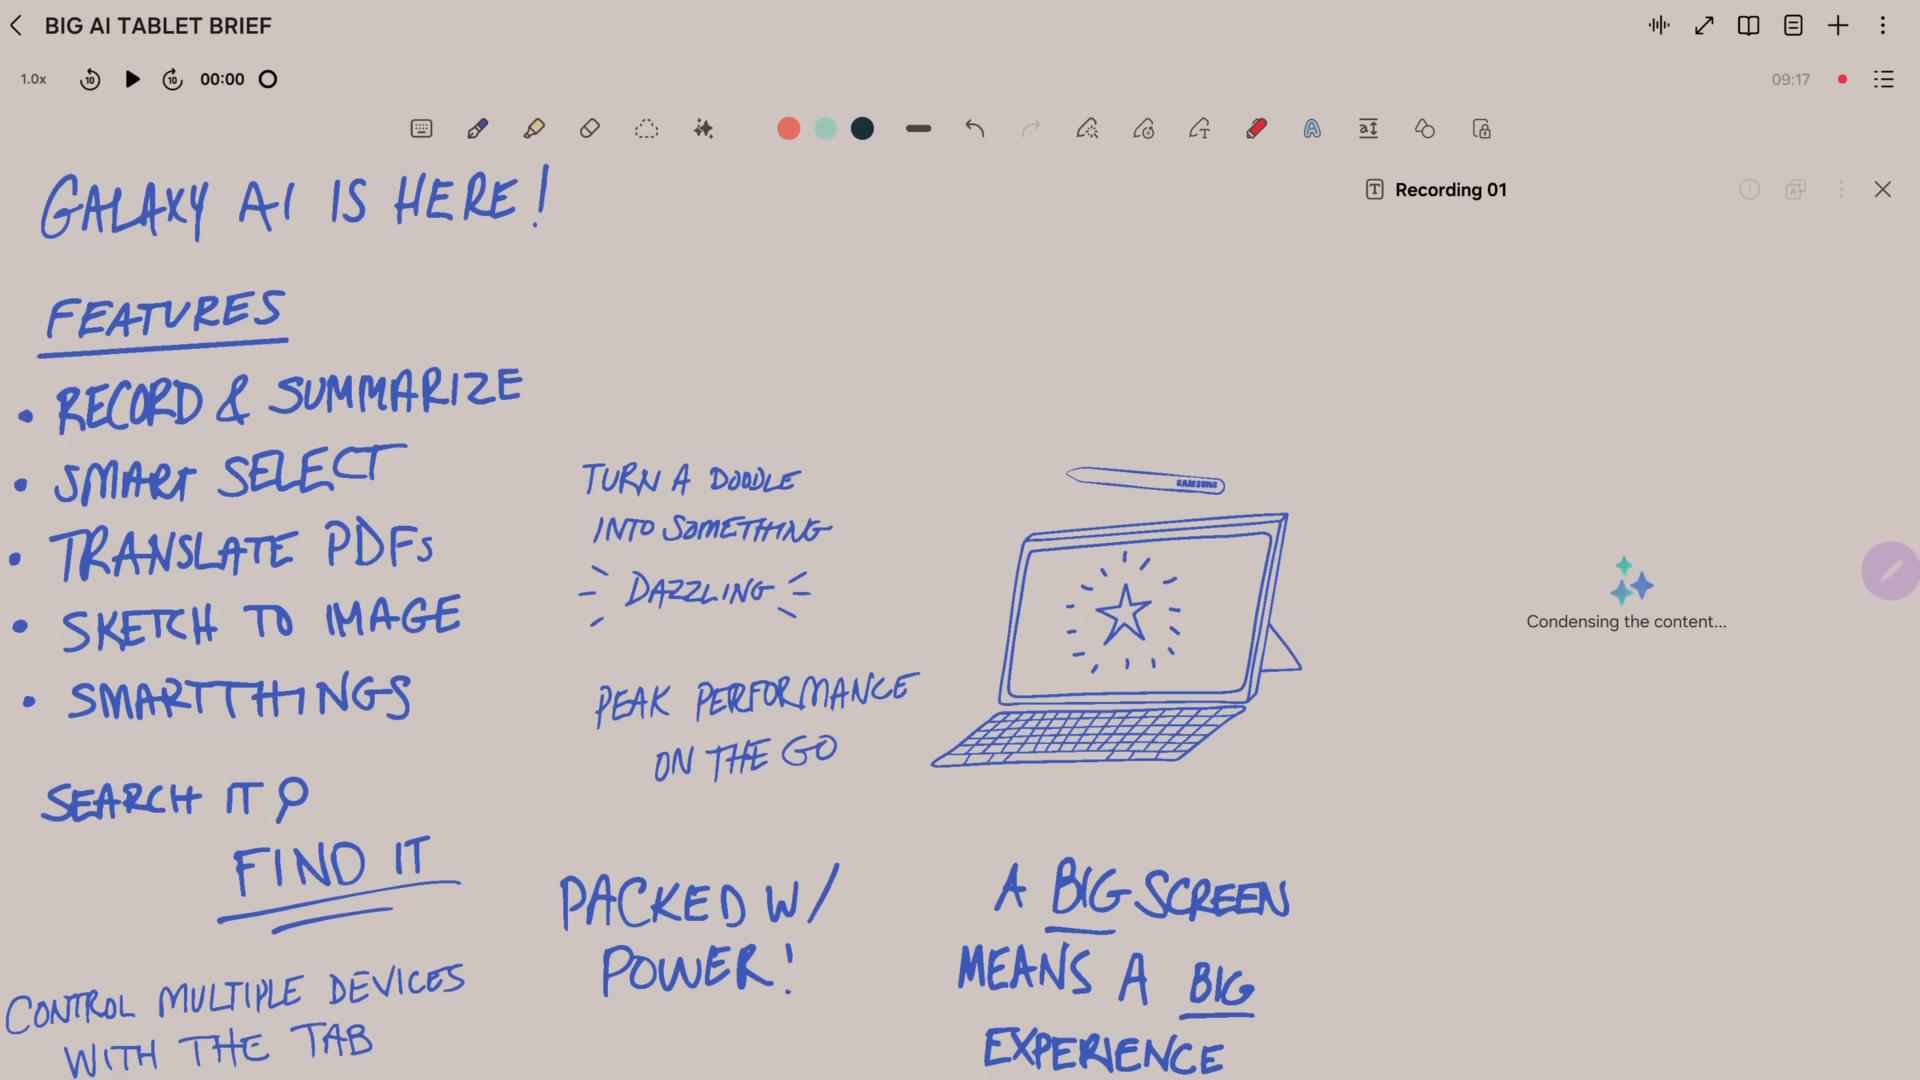 BIG AI TABLET BRIEF
1.0x 10 10 00:00 09:17
Recording 01
GALAXY AI IS HERE!
FEATURES
• RECORD & SUMMARIZE
• SMART SELECT
• TRANSLATE PDFs
• SKETCH TO IMAGE
• SMARTTHINGS
SEARCH IT
FIND IT
CONTROL MULTIPLE DEVICES
WITH THE TAB
TURN A DOODLE
INTO SOMETHING
DAZZLING
PEAK PERFORMANCE
ON THE GO
PACKED W/
POWER!
SAMSUNG
A BIG SCREEN
MEANS A BIG
EXPERIENCE
Condensing the content...